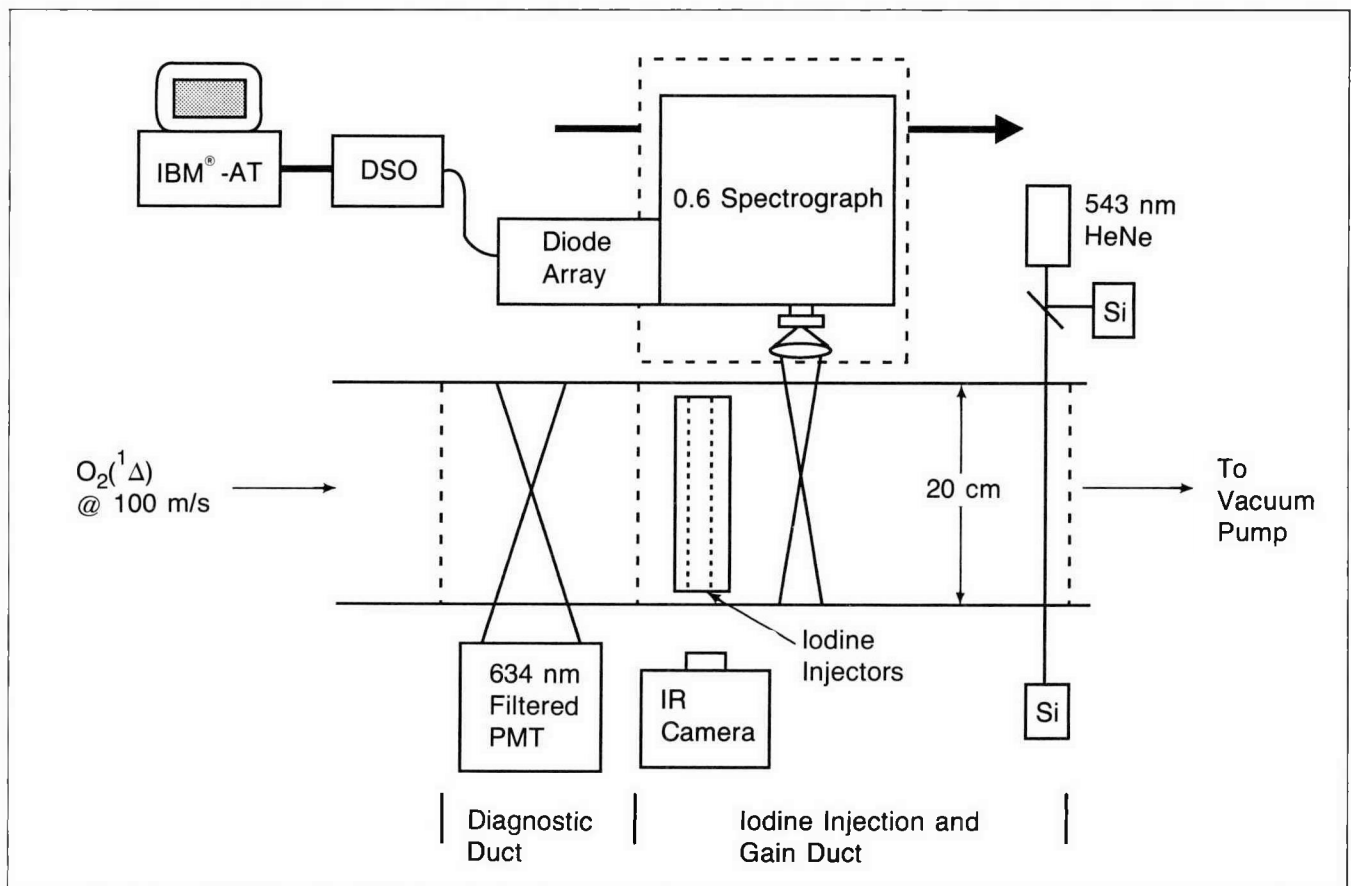 IBM® -AT
DSO
0.6 Spectrograph
Diode
Array
543 nm
HeNe
Si
O₂(¹Δ)
@ 100 m/s
20 cm
To
Vacuum
Pump
Iodine
Injectors
634 nm
Filtered
PMT
IR
Camera
Si
Diagnostic
Duct
Iodine Injection and
Gain Duct